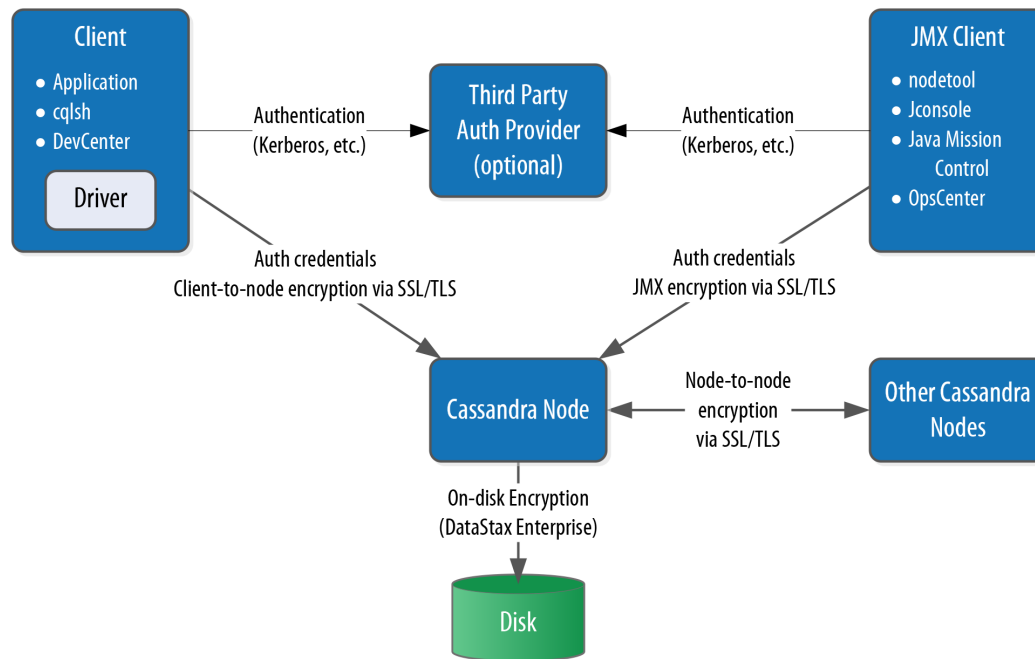 Client
• Application
• cqlsh
• DevCenter
Driver
Authentication
(Kerberos, etc.)
Third Party
Auth Provider
(optional)
Authentication
(Kerberos, etc.)
JMX Client
• nodetool
• Jconsole
• Java Mission
Control
• OpsCenter
Auth credentials
Client-to-node encryption via SSL/TLS
Auth credentials
JMX encryption via SSL/TLS
Cassandra Node
Node-to-node
encryption
via SSL/TLS
Other Cassandra
Nodes
On-disk Encryption
(DataStax Enterprise)
Disk